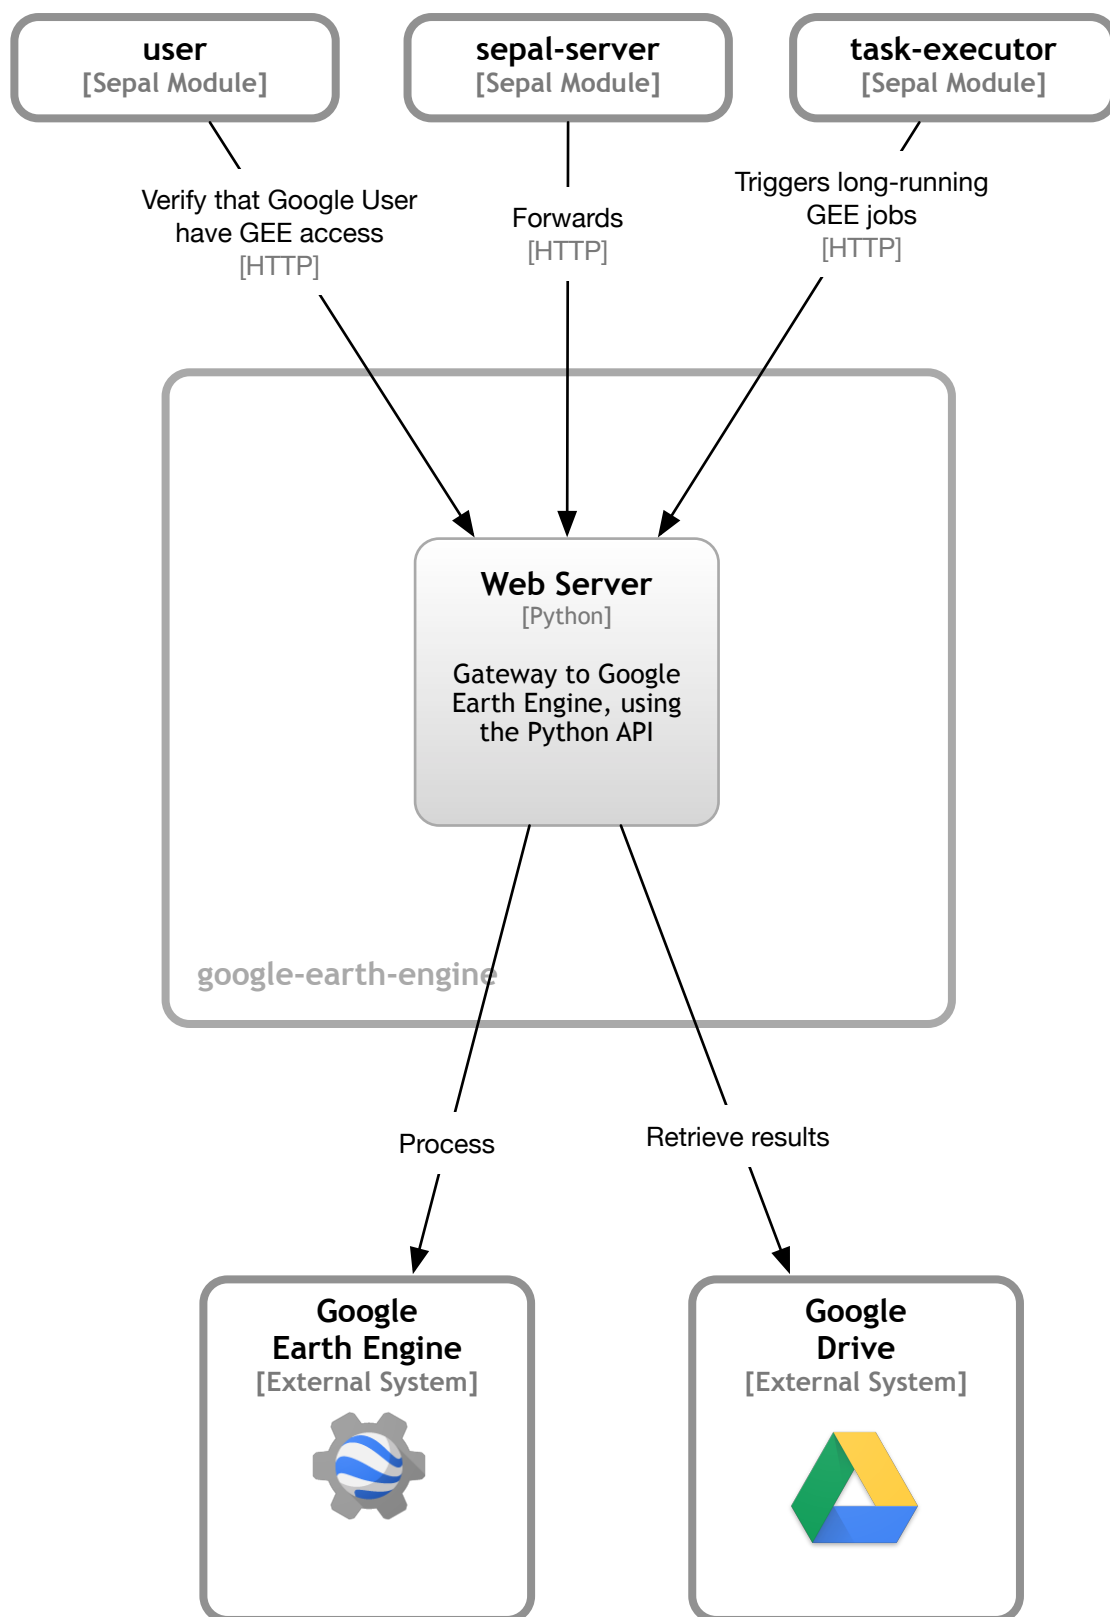 user
[Sepal Module]
sepal-server
[Sepal Module]
task-executor
[Sepal Module]
Verify that Google User
have GEE access
[HTTP]
Forwards
[HTTP]
Triggers long-running
GEE jobs
[HTTP]
Web Server
[Python]
Gateway to Google
Earth Engine, using
the Python API
google-earth-engine
Process
Retrieve results
Google
Earth Engine
[External System]
Google
Drive
[External System]